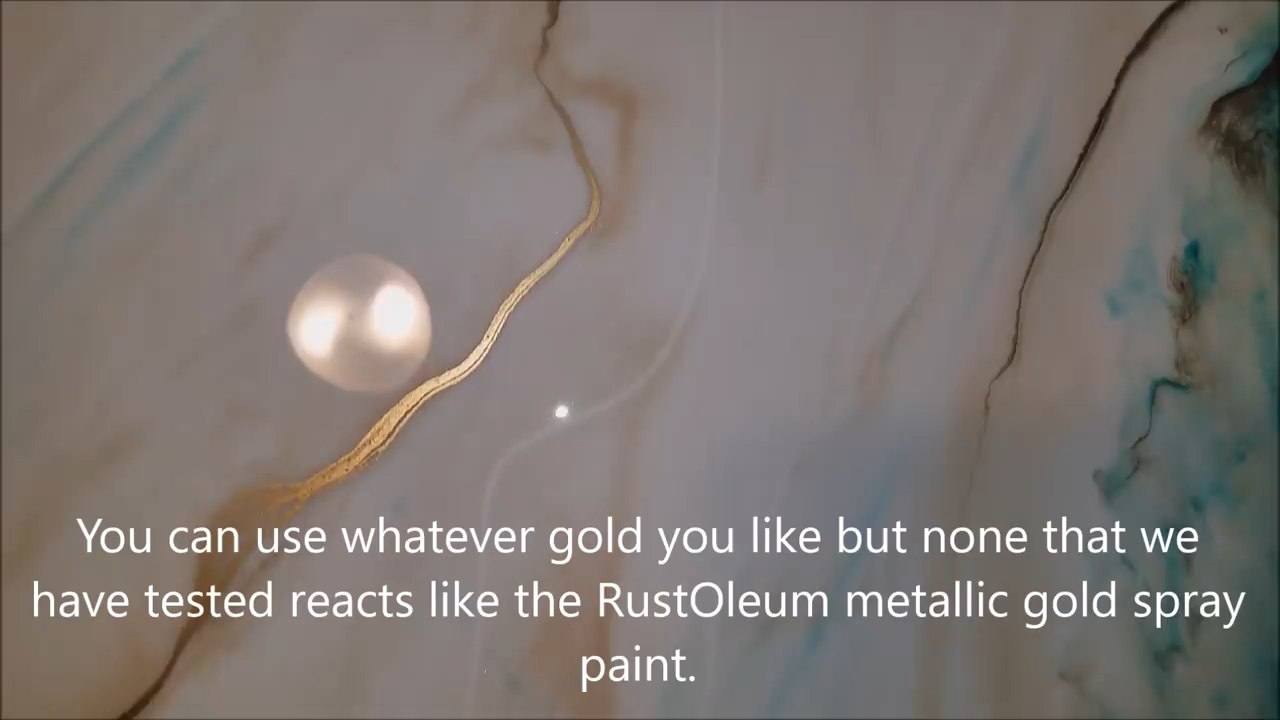 You can use whatever gold you like but none that we
have tested reacts like the RustOleum metallic gold spray
paint.